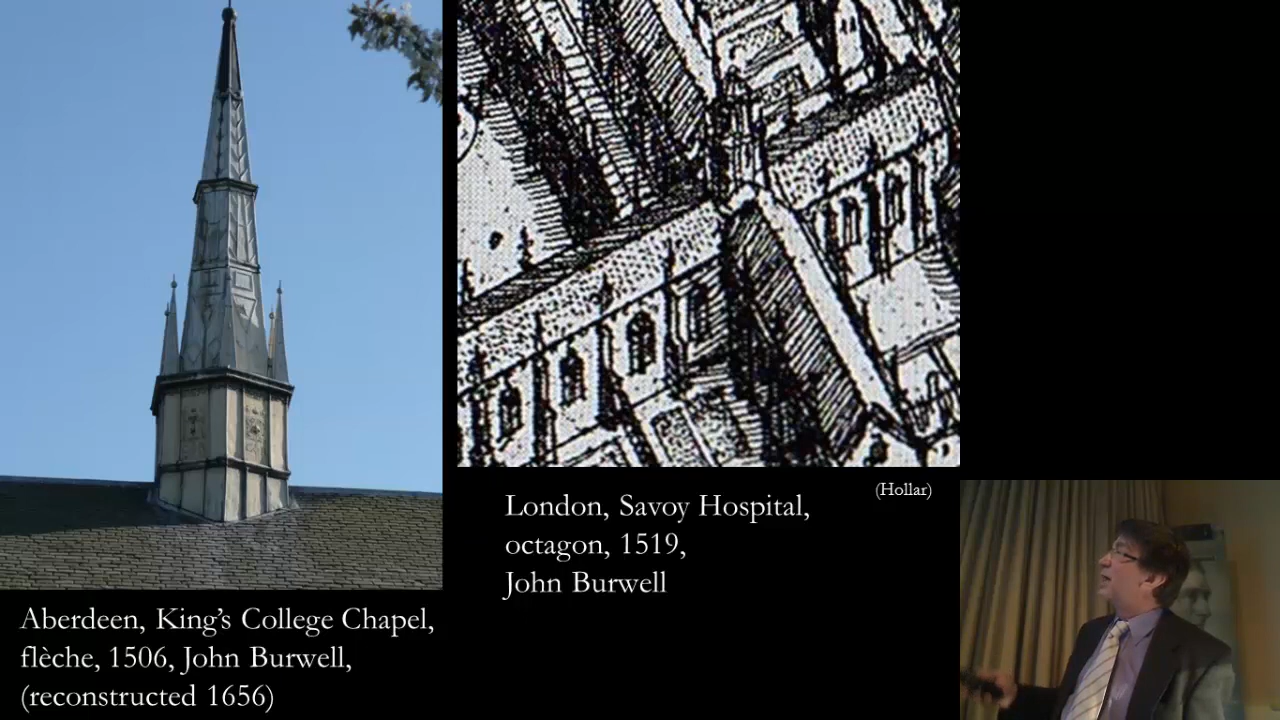 (Hollar)
London, Savoy Hospital,
octagon, 1519,
John Burwell
Aberdeen, King's College Chapel,
flèche, 1506, John Burwell,
(reconstructed 1656)